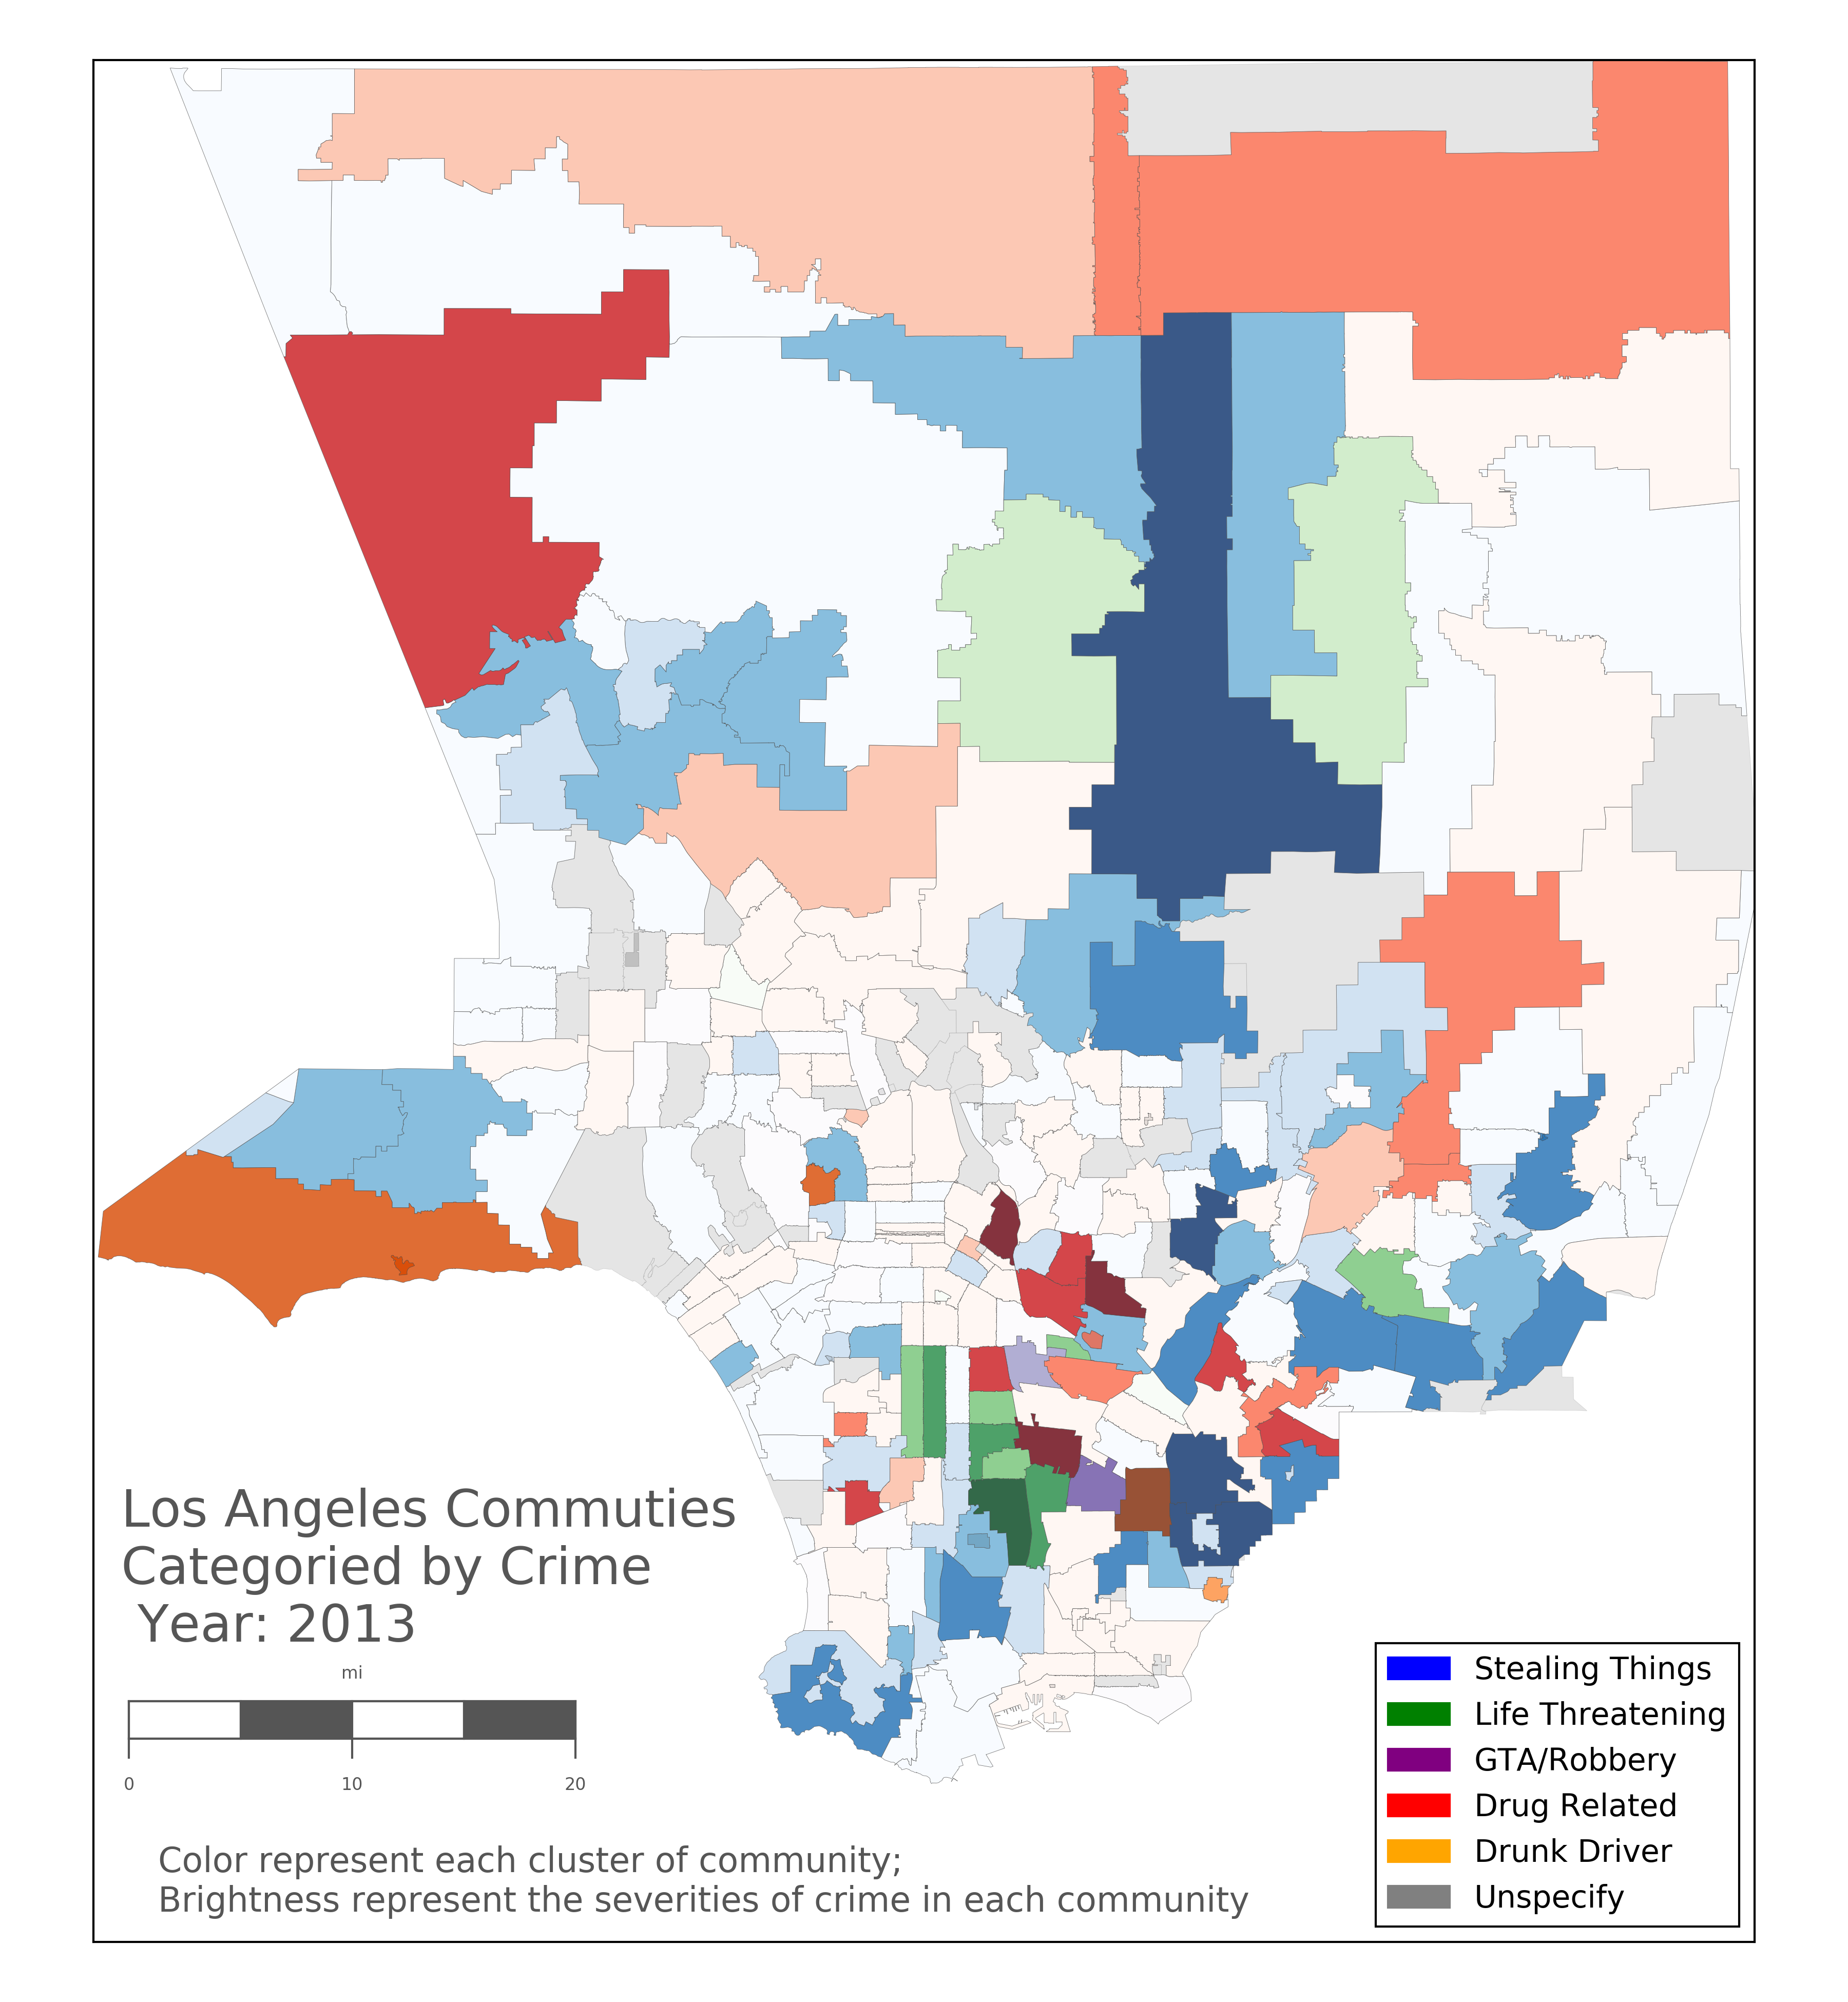 Los Angeles Commuties
Categoried by Crime
Year: 2013
mi
0 10 20
Color represent each cluster of community;
Brightness represent the severities of crime in each community
Stealing Things
Life Threatening
GTA/Robbery
Drug Related
Drunk Driver
Unspecify